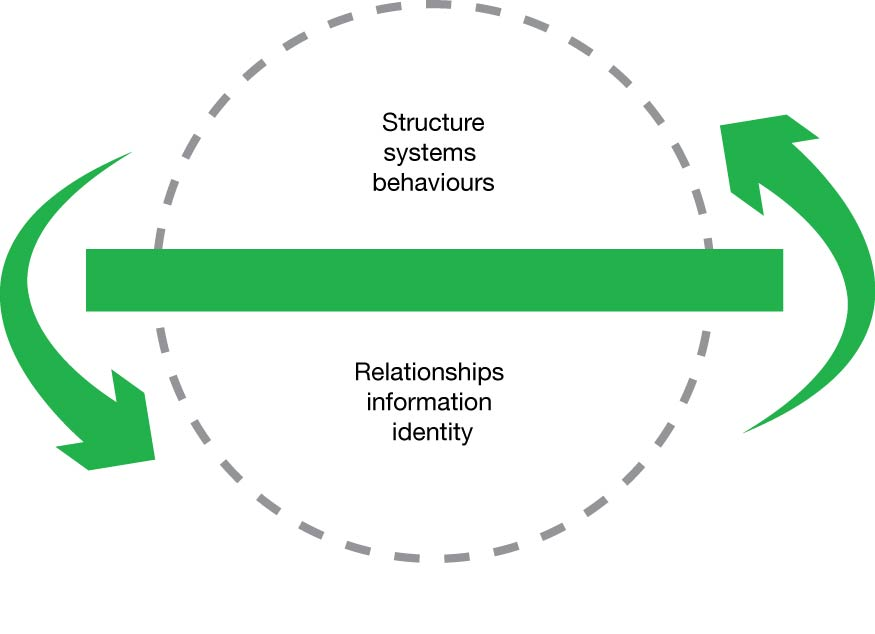 Structure
systems
behaviours
Relationships
information
identity